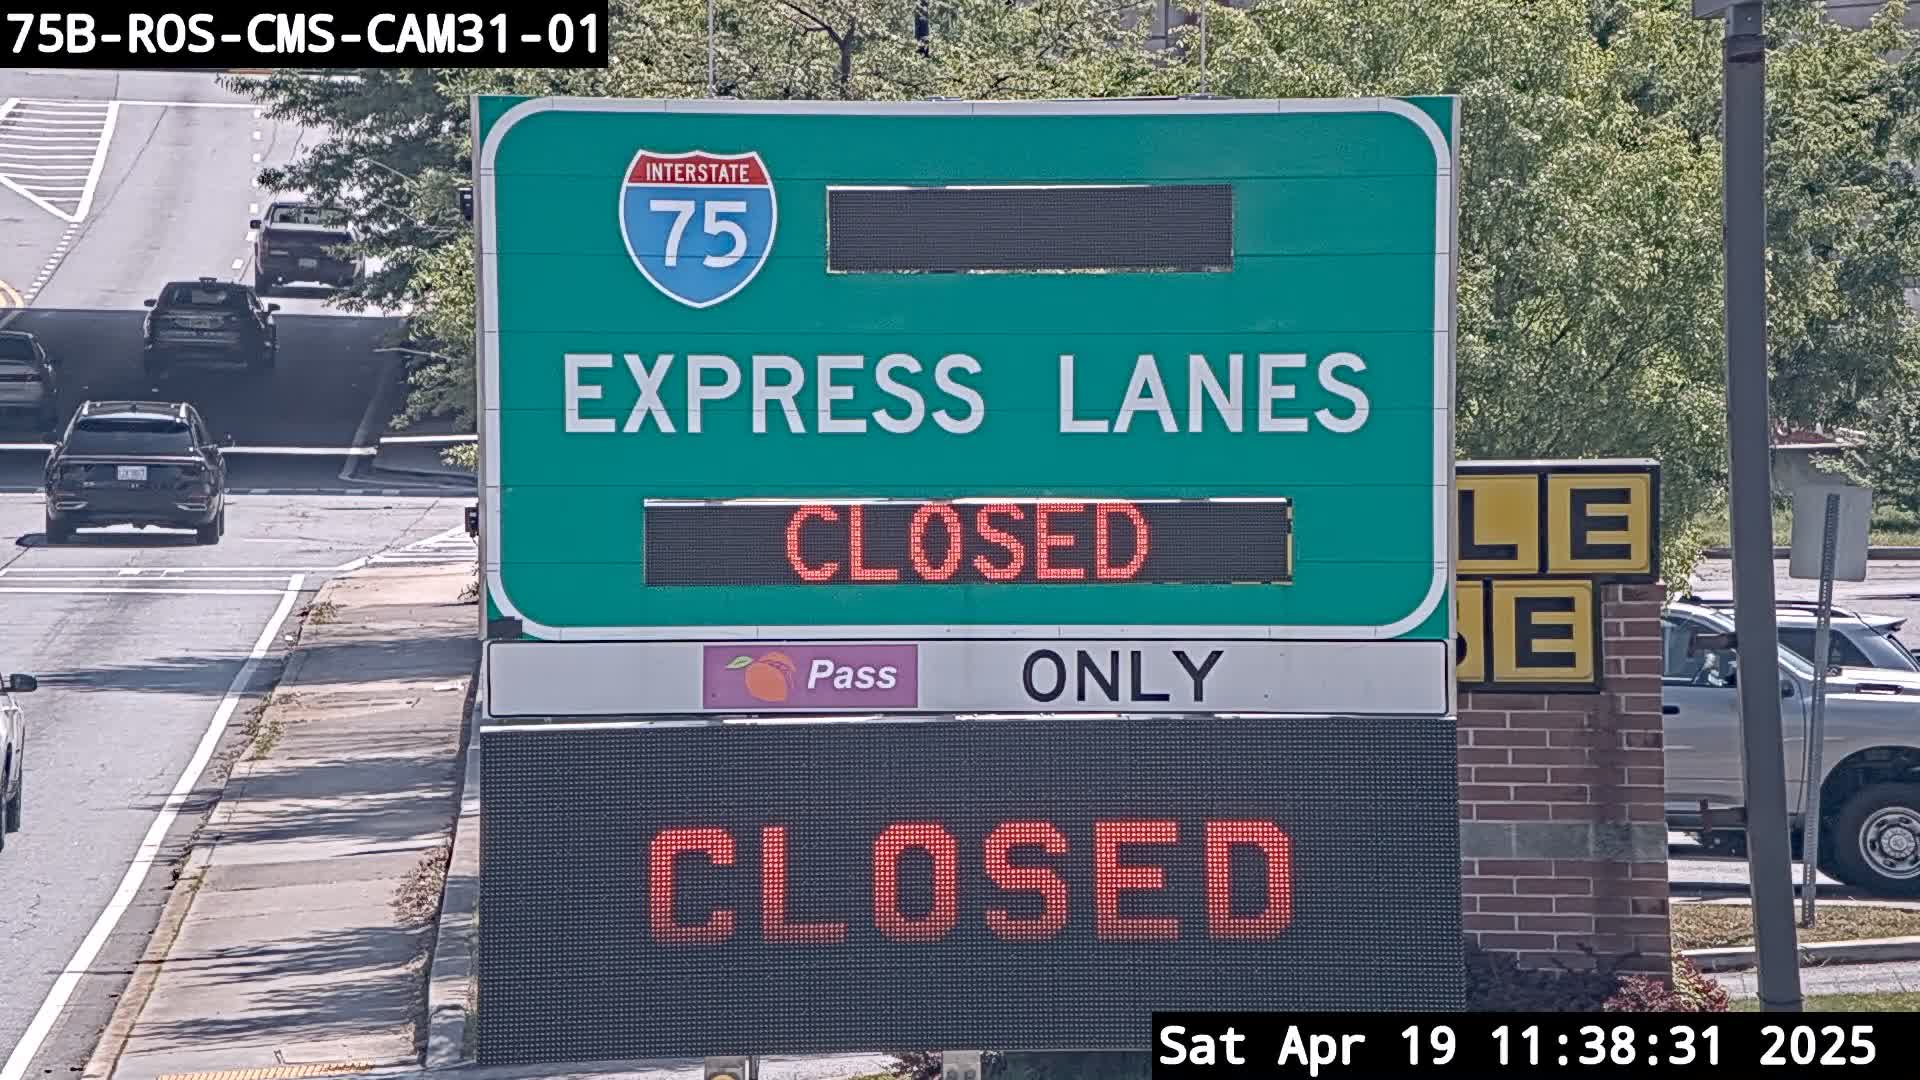 75B-ROS-CMS-CAM31-01
INTERSTATE
75
EXPRESS LANES
CLOSED
Pass ONLY
CLOSED
LE
E
Sat Apr 19 11:38:31 2025